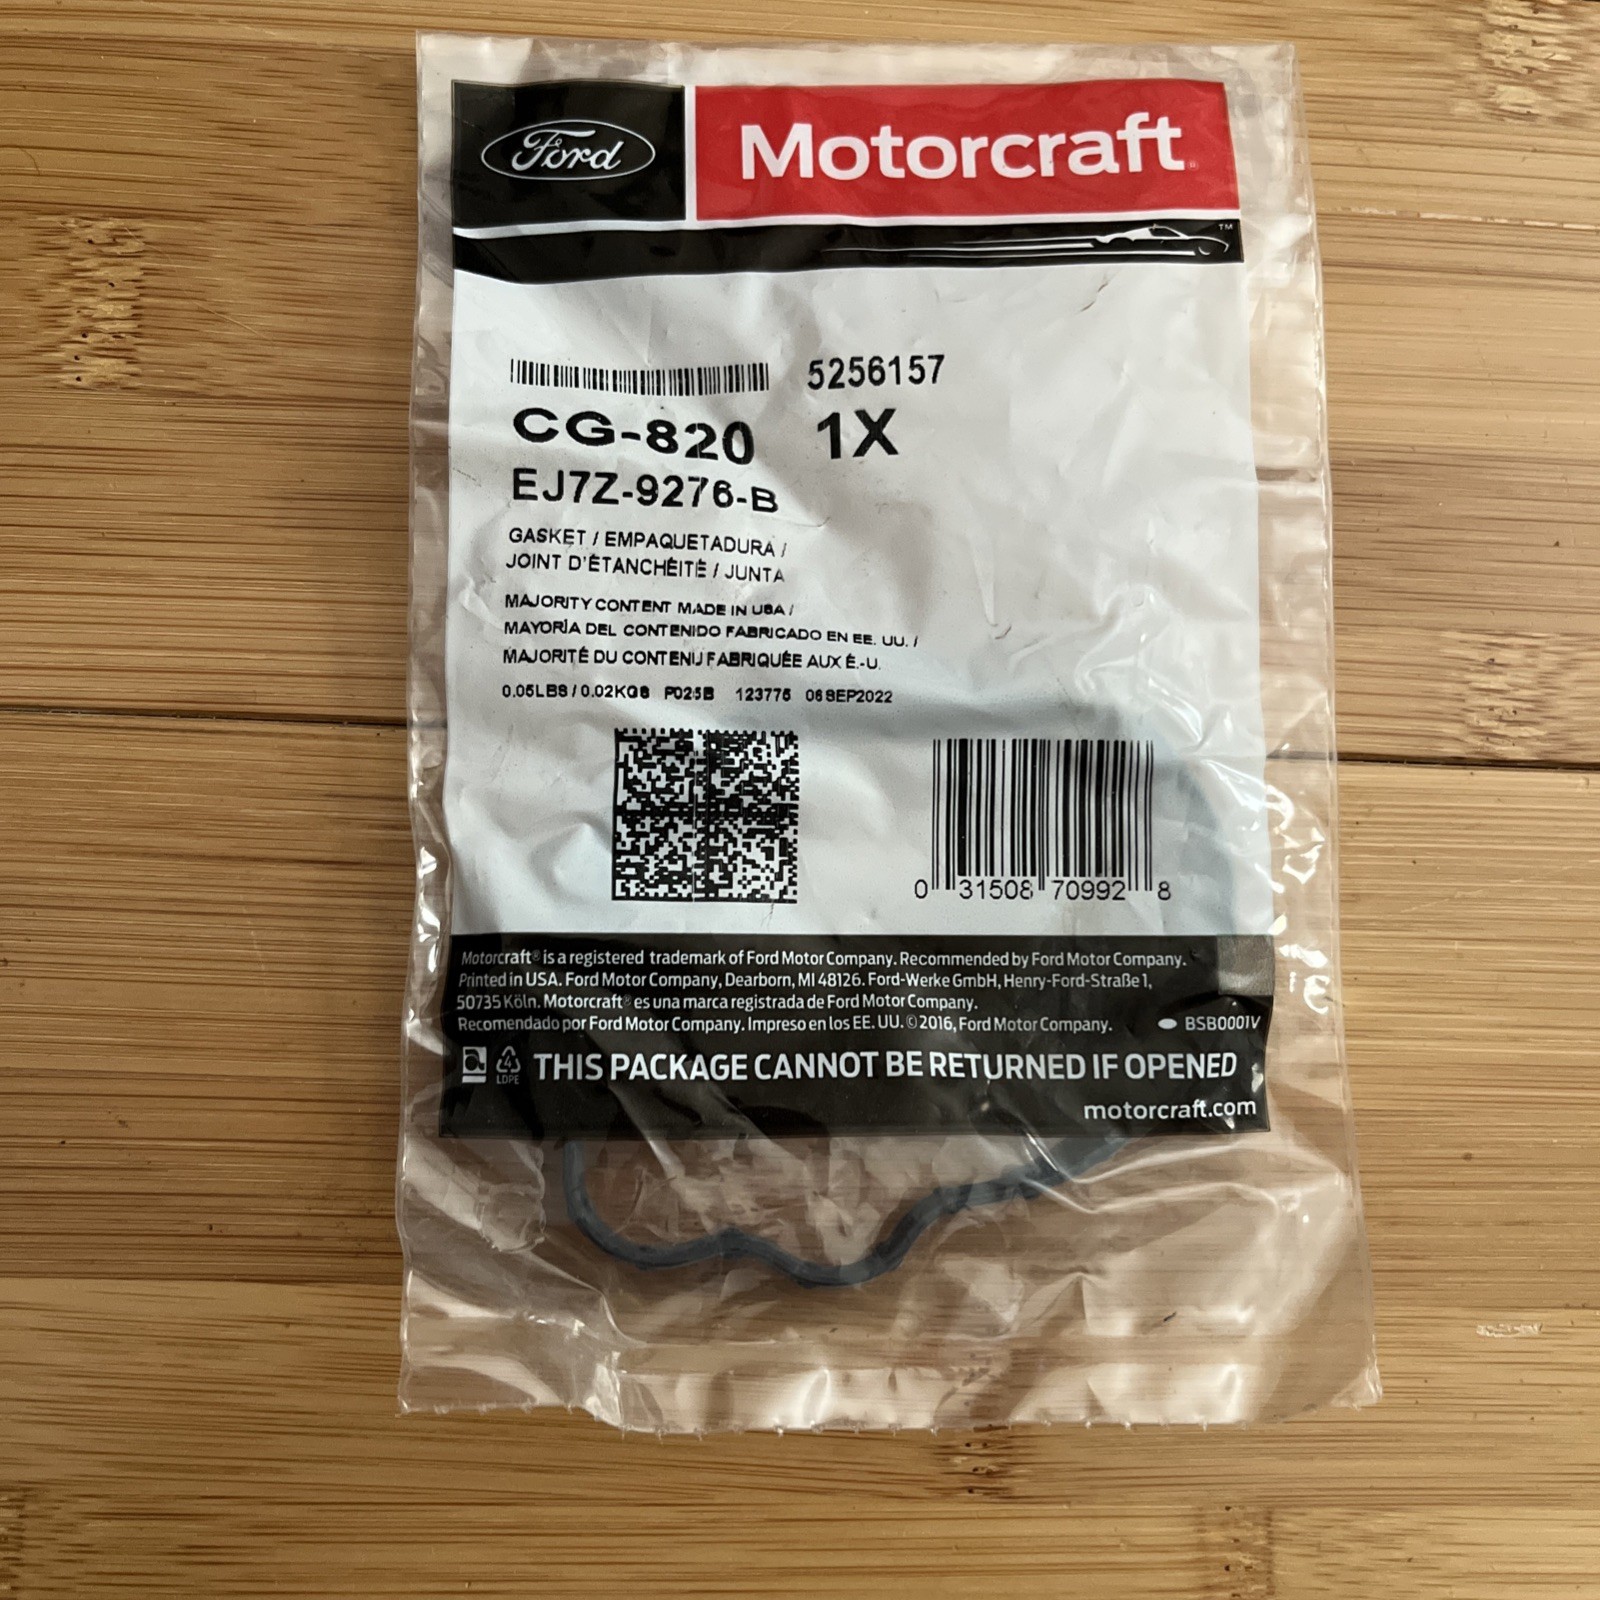 Ford
Motorcraft®
TM
5256157
CG-820 1X
EJ7Z-9276-B
GASKET / EMPAQUETADURA /
JOINT D'ÉTANCHÉITÉ / JUNTA
MAJORITY CONTENT MADE IN USA /
MAYORÍA DEL CONTENIDO FABRICADO EN EE. UU. /
MAJORITÉ DU CONTENU FABRIQUÉE AUX É.-U.
0.05LBS / 0.02KGS P025B 123775 06SEP2022
0 31508 70992 8
Motorcraft® is a registered trademark of Ford Motor Company. Recommended by Ford Motor Company.
Printed in USA. Ford Motor Company, Dearborn, MI 48126. Ford-Werke GmbH, Henry-Ford-Straße 1,
50735 Köln. Motorcraft® es una marca registrada de Ford Motor Company.
Recomendado por Ford Motor Company. Impreso en los EE. UU. © 2016, Ford Motor Company. BSB0001V
4 LDPE THIS PACKAGE CANNOT BE RETURNED IF OPENED
motorcraft.com